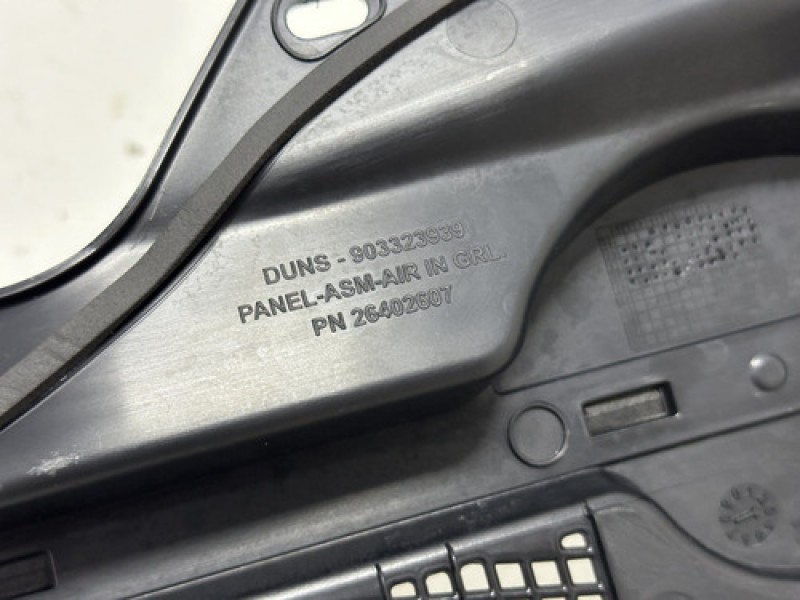 DUNS - 903323939
PANEL-ASM-AIR IN GRL.
PN 26402607